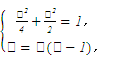 □²/4 + □²/2 = 1,
□ = □(□ − 1),